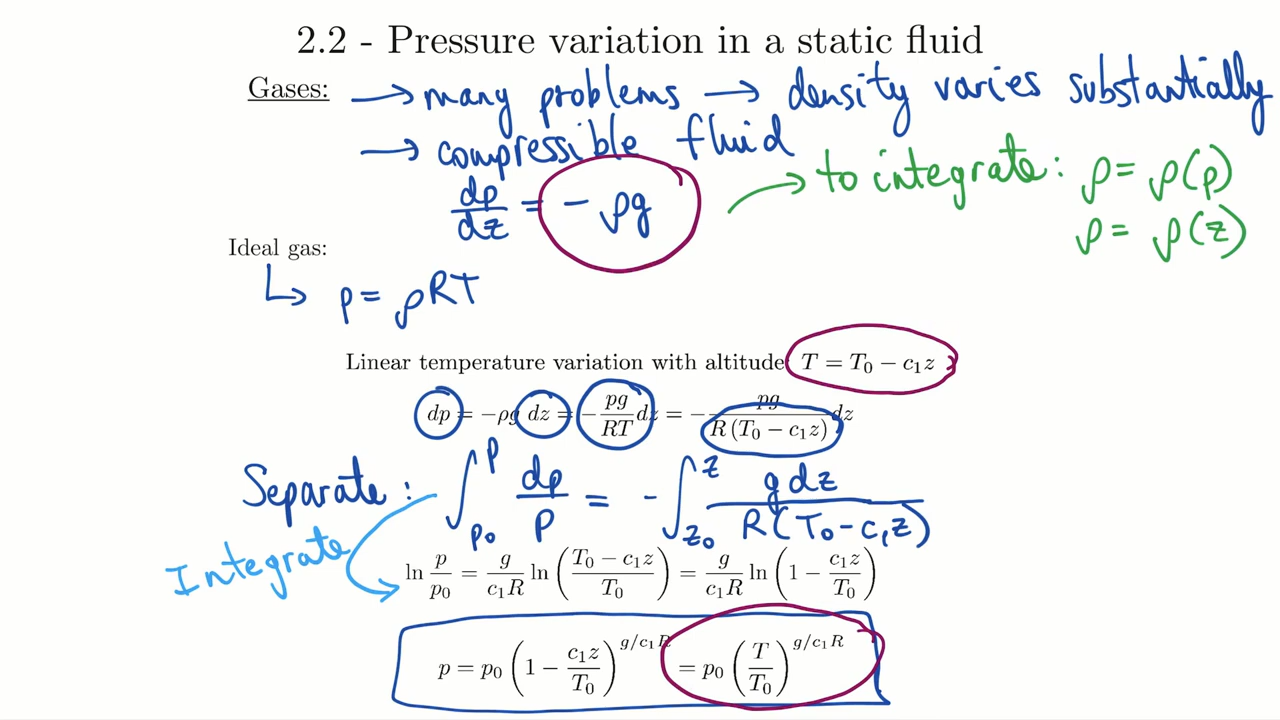 2.2 - Pressure variation in a static fluid
Gases: → many problems → density varies substantially
→ compressible fluid
dp/dz = - ρg → to integrate: ρ = ρ(p)
ρ = ρ(z)
Ideal gas:
↳ p = ρRT
Linear temperature variation with altitude: T = T₀ − c₁z
dp = −ρg dz = −pg/RT dz = −pg/R(T₀ − c₁z) dz
Separate: ∫_{p₀}^{p} dp/p = - ∫_{z₀}^{z} g dz/R(T₀-c₁z)
Integrate
ln p/p₀ = g/c₁R ln((T₀ − c₁z)/T₀) = g/c₁R ln(1 − c₁z/T₀)
p = p₀ (1 − c₁z/T₀)^{g/c₁R} = p₀ (T/T₀)^{g/c₁R}